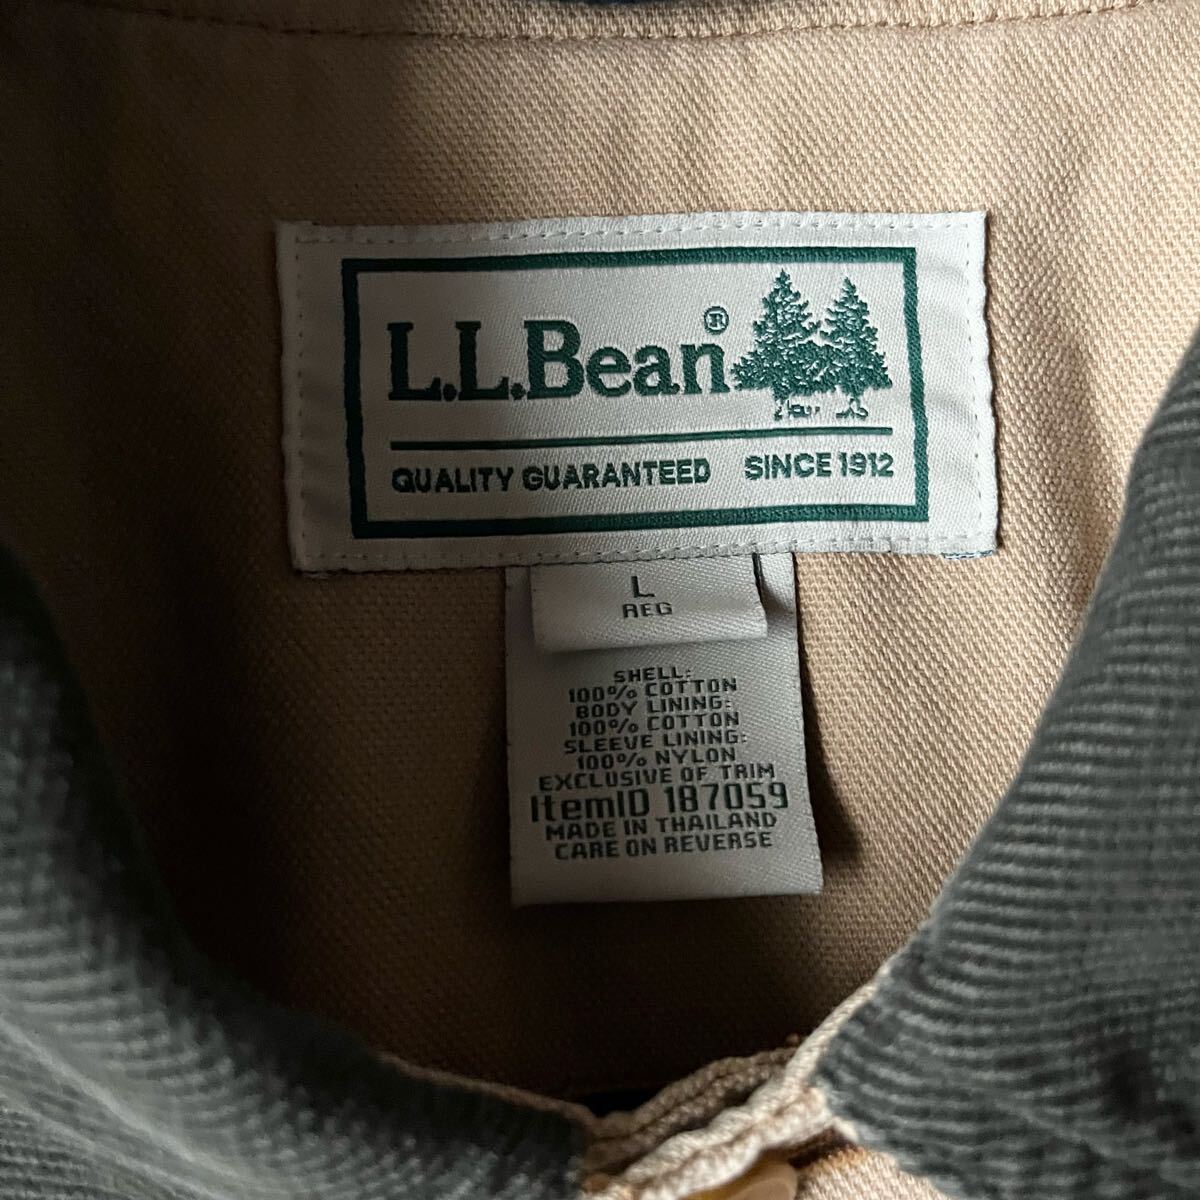 L.L.Bean®
QUALITY GUARANTEED SINCE 1912
L
REG
SHELL:
100% COTTON
BODY LINING:
100% COTTON
SLEEVE LINING:
100% NYLON
EXCLUSIVE OF TRIM
ItemID 187059
MADE IN THAILAND
CARE ON REVERSE